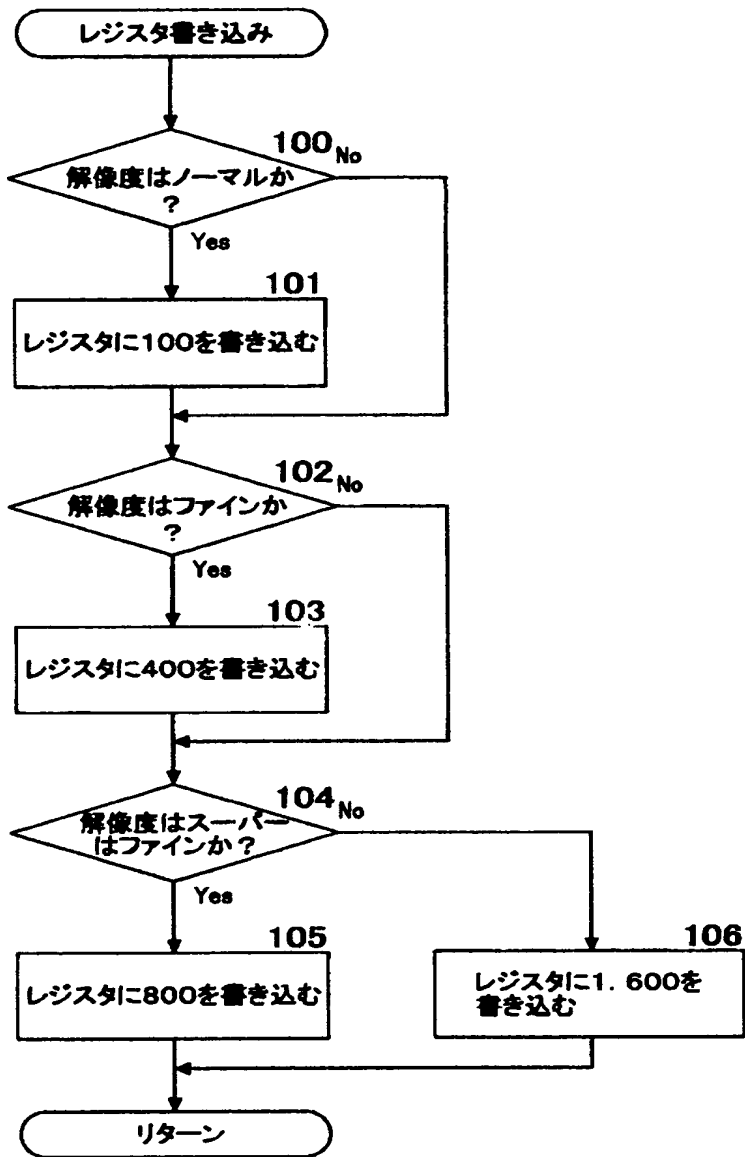 レジスタ書き込み
100
No
解像度はノーマルか
？
Yes
101
レジスタに100を書き込む
102
No
解像度はファインか
？
Yes
103
レジスタに400を書き込む
104
No
解像度はスーパー
はファインか？
Yes
105
レジスタに800を書き込む
106
レジスタに1．600を
書き込む
リターン